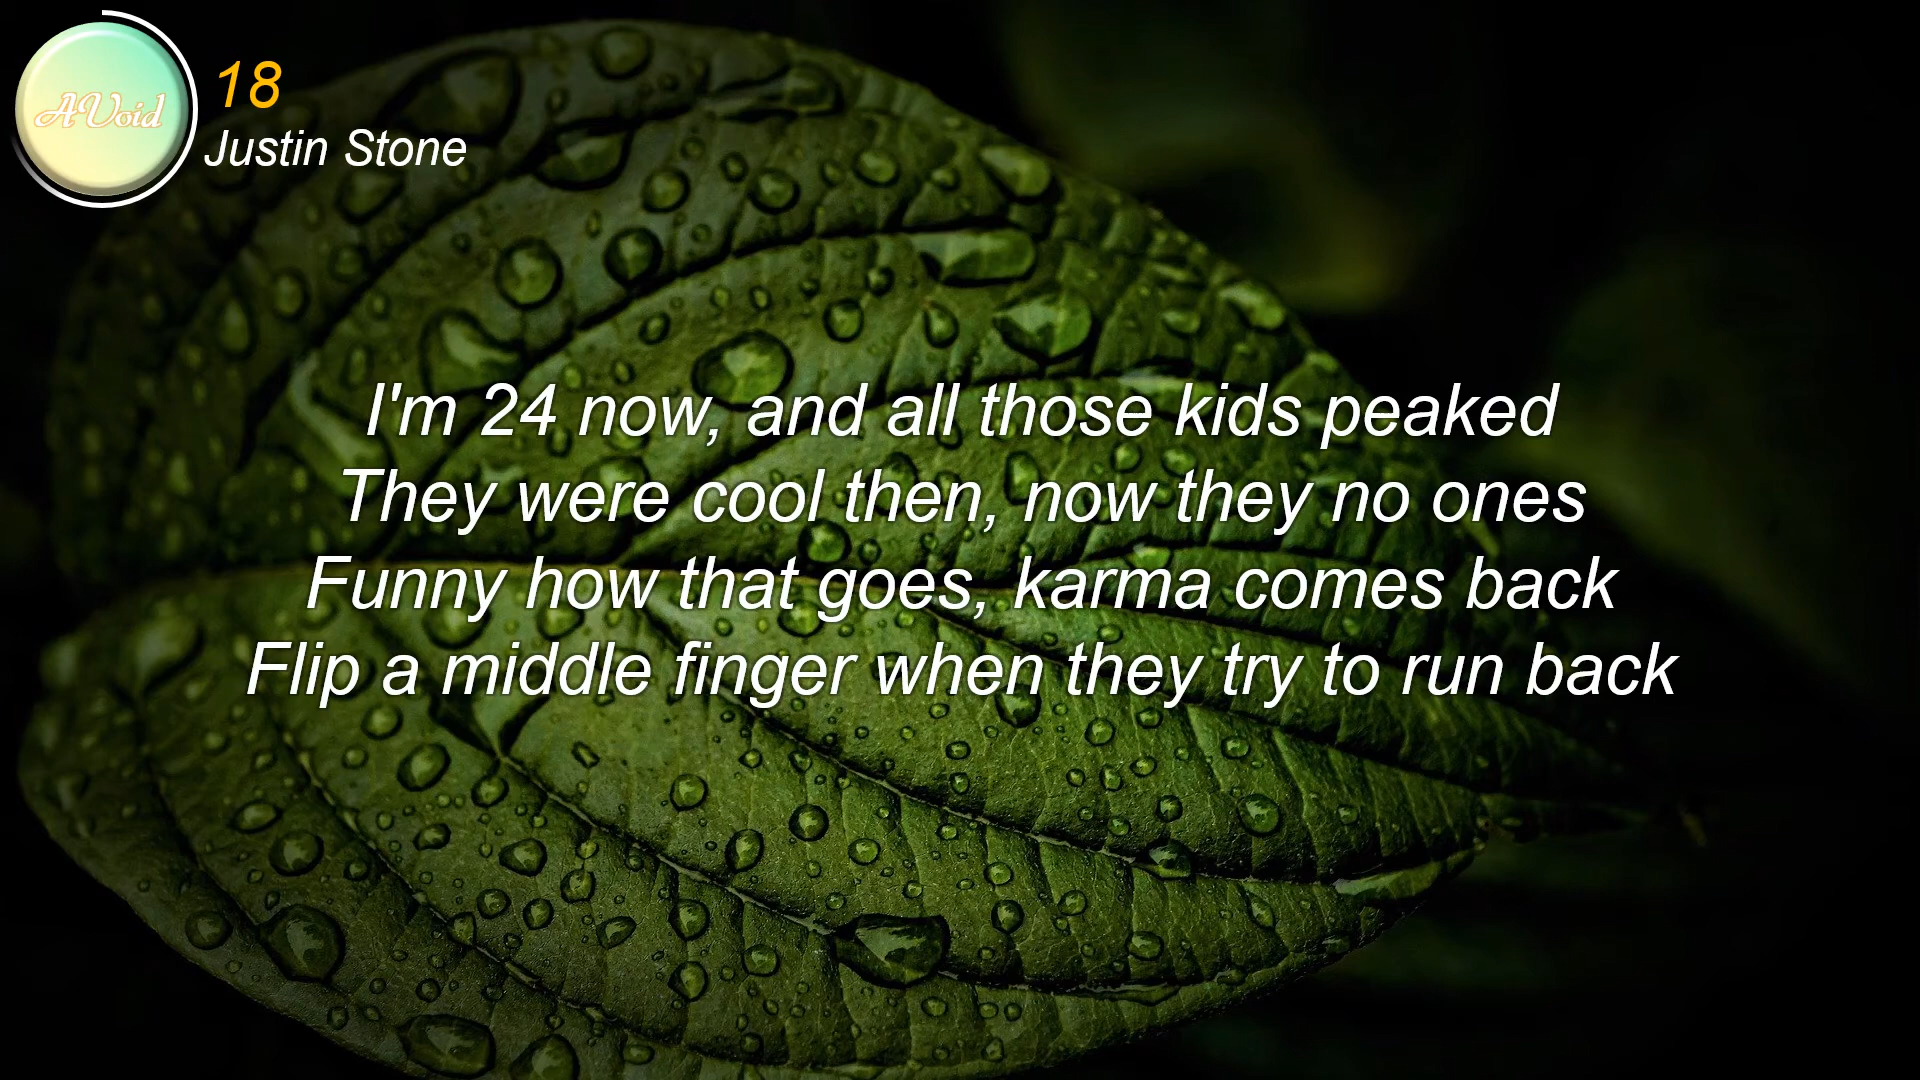 AVoid
18
Justin Stone
I'm 24 now, and all those kids peaked
They were cool then, now they no ones
Funny how that goes, karma comes back
Flip a middle finger when they try to run back